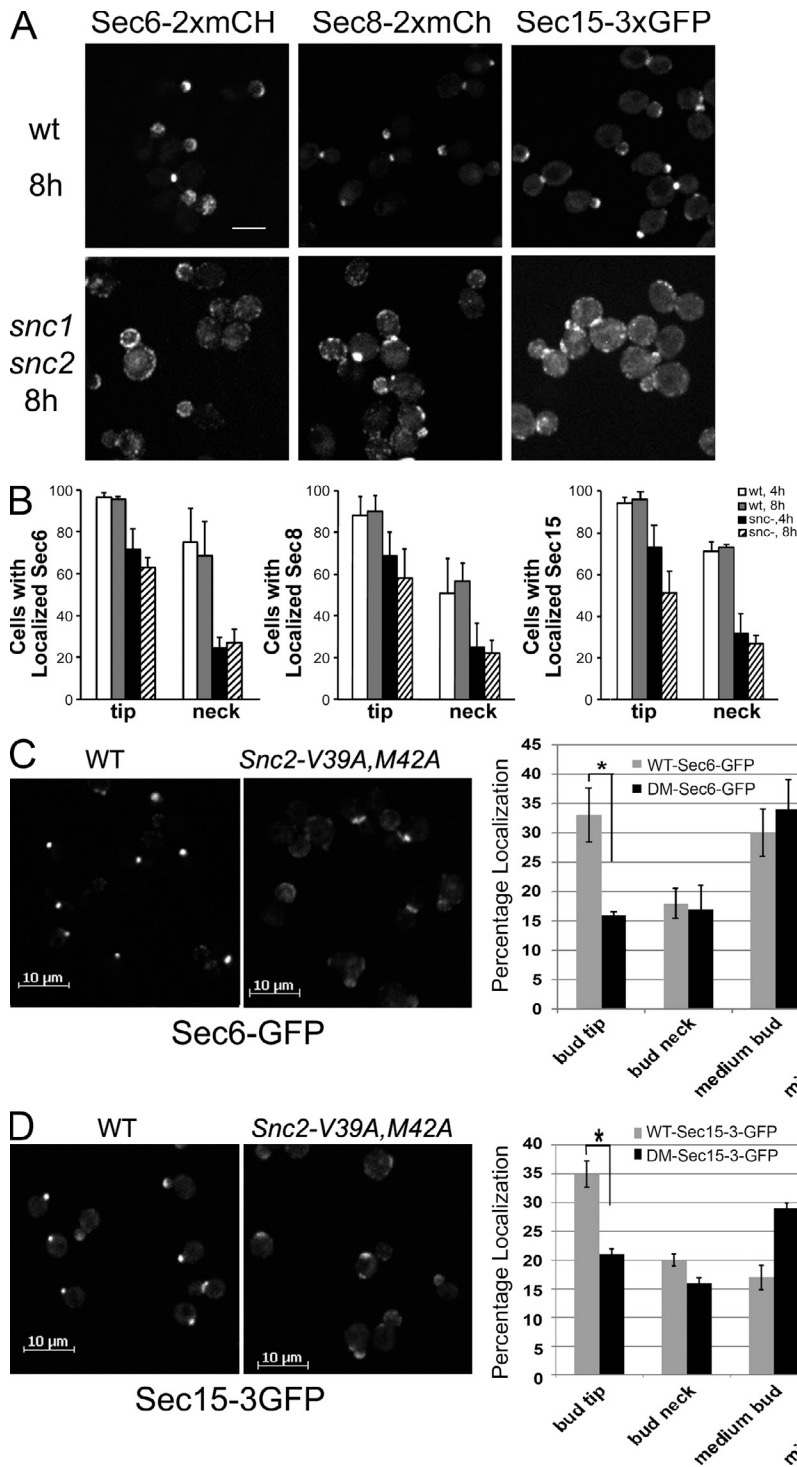 A
Sec6-2xmCH
Sec8-2xmCh
Sec15-3xGFP
wt
8h
snc1
snc2
8h
B
Cells with
Localized Sec6
100
80
60
40
20
0
tip
neck
Cells with
Localized Sec8
100
80
60
40
20
0
tip
neck
Cells with
Localized Sec15
100
80
60
40
20
0
tip
neck
wt, 4h
wt, 8h
snc-,4h
snc-, 8h
C
WT
Snc2-V39A,M42A
10 µm
10 µm
Sec6-GFP
Percentage Localization
45
40
35
30
25
20
15
10
5
0
*
WT-Sec6-GFP
DM-Sec6-GFP
bud tip
bud neck
medium bud
D
WT
Snc2-V39A,M42A
10 µm
10 µm
Sec15-3GFP
Percentage Localization
40
35
30
25
20
15
10
5
0
*
WT-Sec15-3-GFP
DM-Sec15-3-GFP
bud tip
bud neck
medium bud